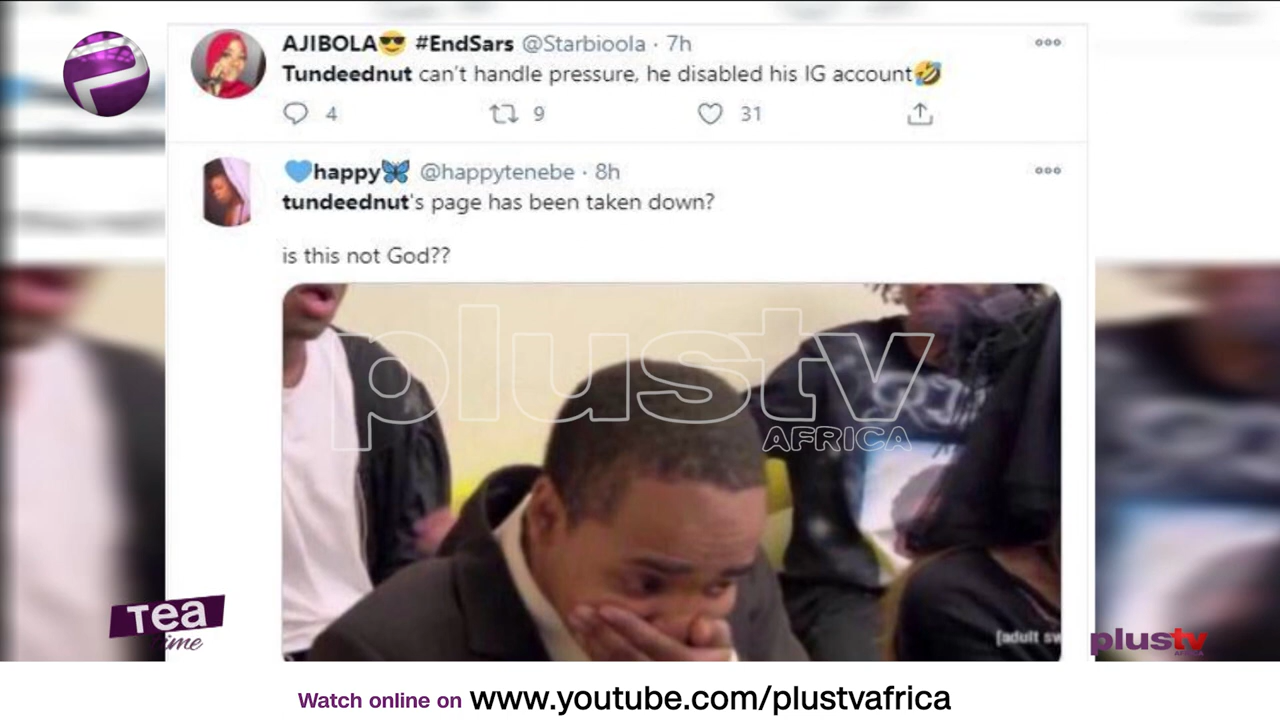 AJIBOLA😎 #EndSars @Starbioola · 7h
Tundeednut can't handle pressure, he disabled his IG account🤣
4 9 31
💙happy🦋 @happytenebe · 8h
tundeednut's page has been taken down?
is this not God??
plustv
AFRICA
[adult sw
Tea
time
plustv
AFRICA
Watch online on www.youtube.com/plustvafrica